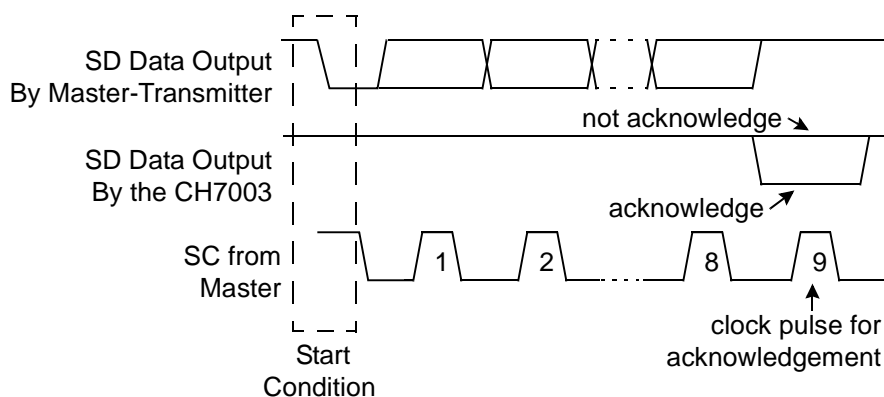 SD Data Output
By Master-Transmitter
not acknowledge
SD Data Output
By the CH7003
acknowledge
SC from
Master
1
2
8
9
clock pulse for
acknowledgement
Start
Condition